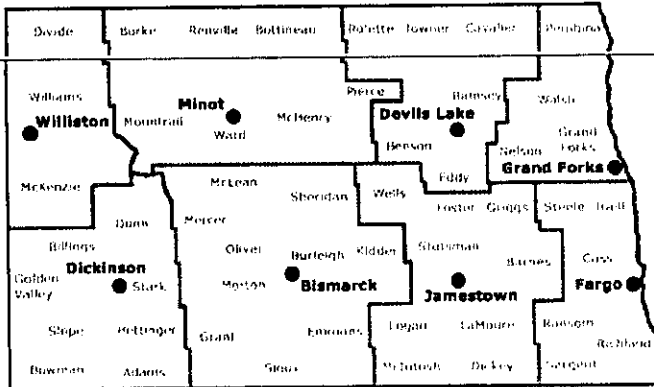 Divide Burke Renville Bottineau Rolette Towner Cavalier Pembina
Williams
Williston
McKenzie
Minot
Mountrail
Ward
McHenry
Pierce
Ramsey
Devils Lake
Benson
Eddy
Walsh
Nelson
Grand
Forks
Grand Forks
Dunn
Billings
Golden
Valley
Dickinson
Stark
Slope
Hettinger
Bowman
Adams
McLean
Sheridan
Mercer
Oliver
Burleigh
Kidder
Morton
Bismarck
Grant
Emmons
Sioux
Wells
Foster Griggs
Stutsman
Barnes
Jamestown
Logan
LaMoure
McIntosh
Dickey
Steele Traill
Cass
Fargo
Ransom
Richland
Sargent